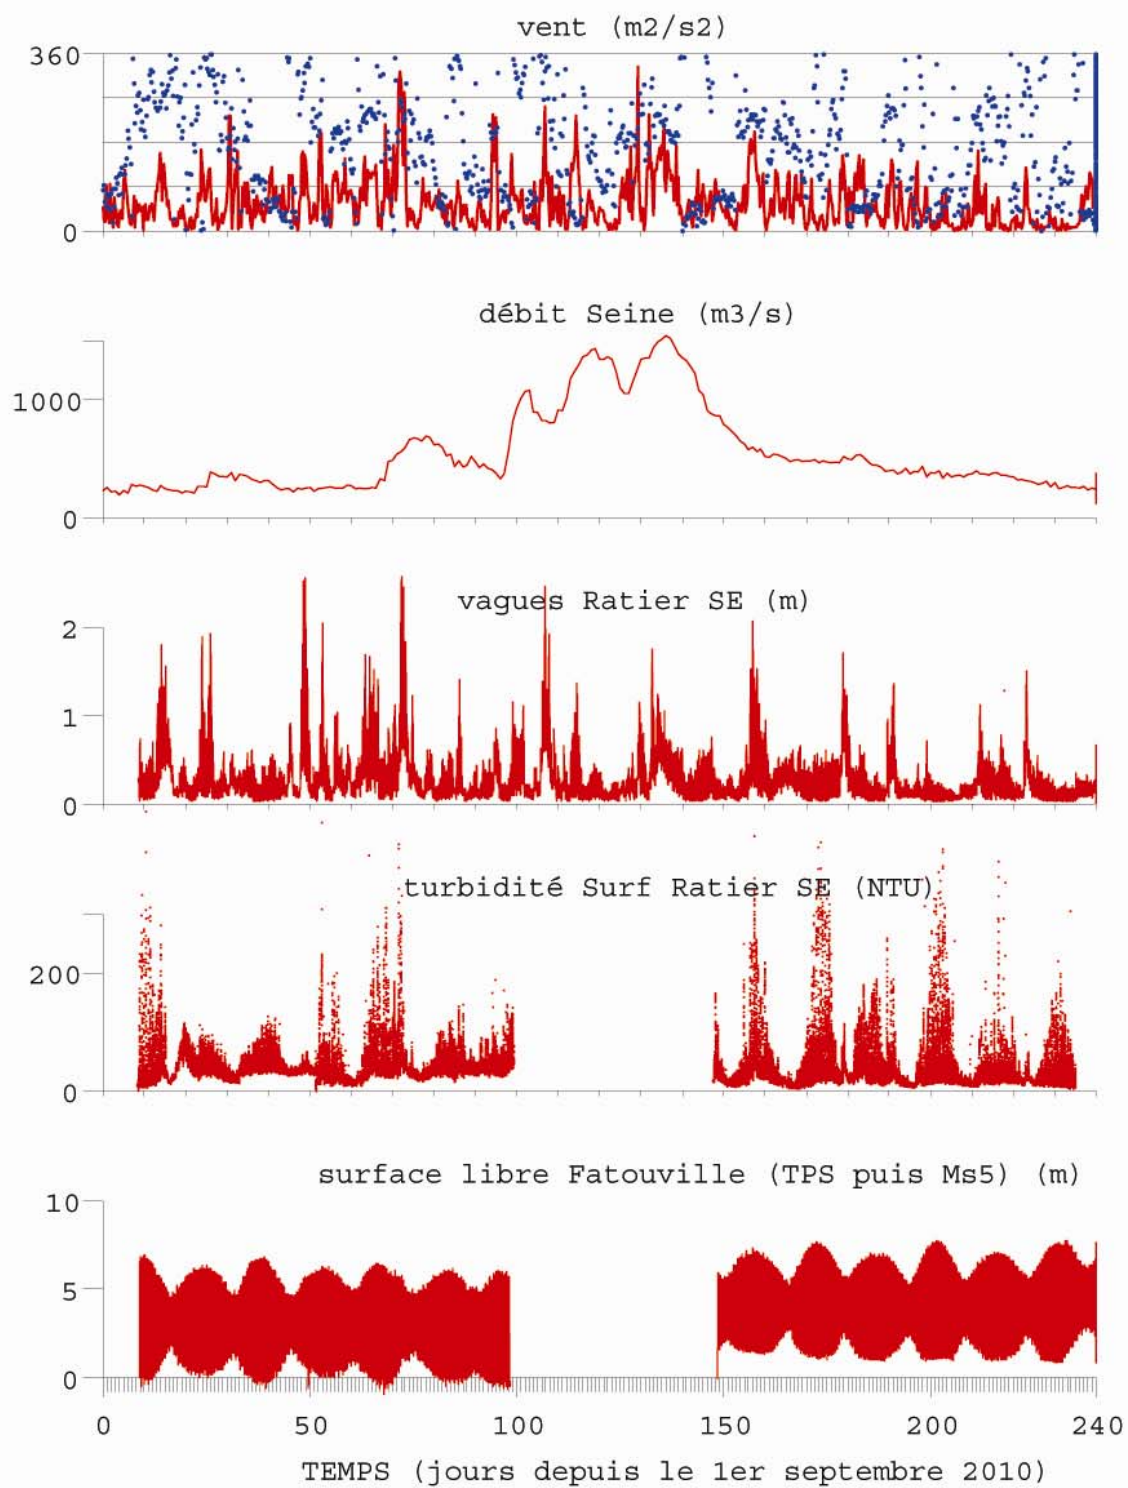 vent (m2/s2)
360
0
débit Seine (m3/s)
1000
0
vagues Ratier SE (m)
2
1
0
turbidité Surf Ratier SE (NTU)
200
0
surface libre Fatouville (TPS puis Ms5) (m)
10
5
0
0 50 100 150 200 240
TEMPS (jours depuis le 1er septembre 2010)